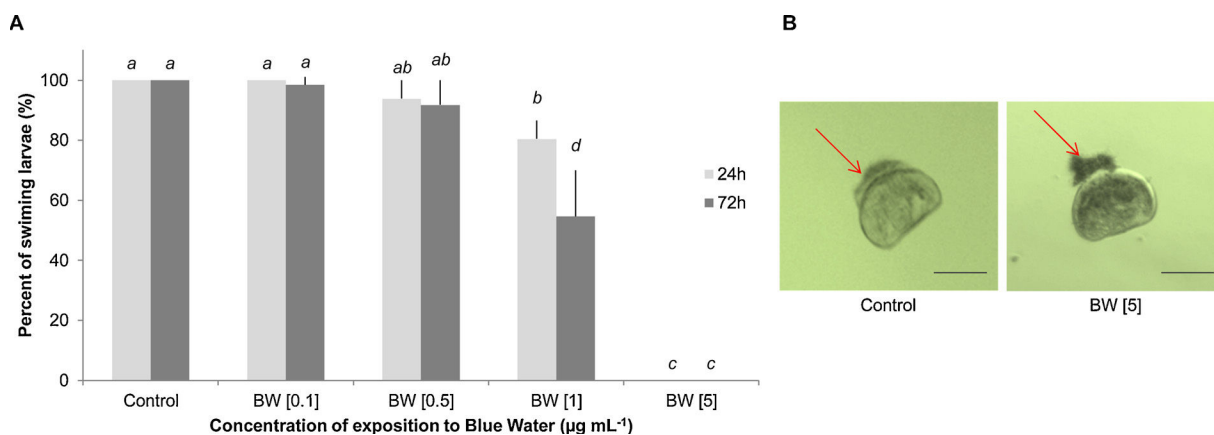 A
B
Percent of swiming larvae (%)
100
80
60
40
20
0
a a a a ab ab b d c c
24h
72h
Control BW [0.1] BW [0.5] BW [1] BW [5]
Concentration of exposition to Blue Water (µg mL-1)
Control BW [5]